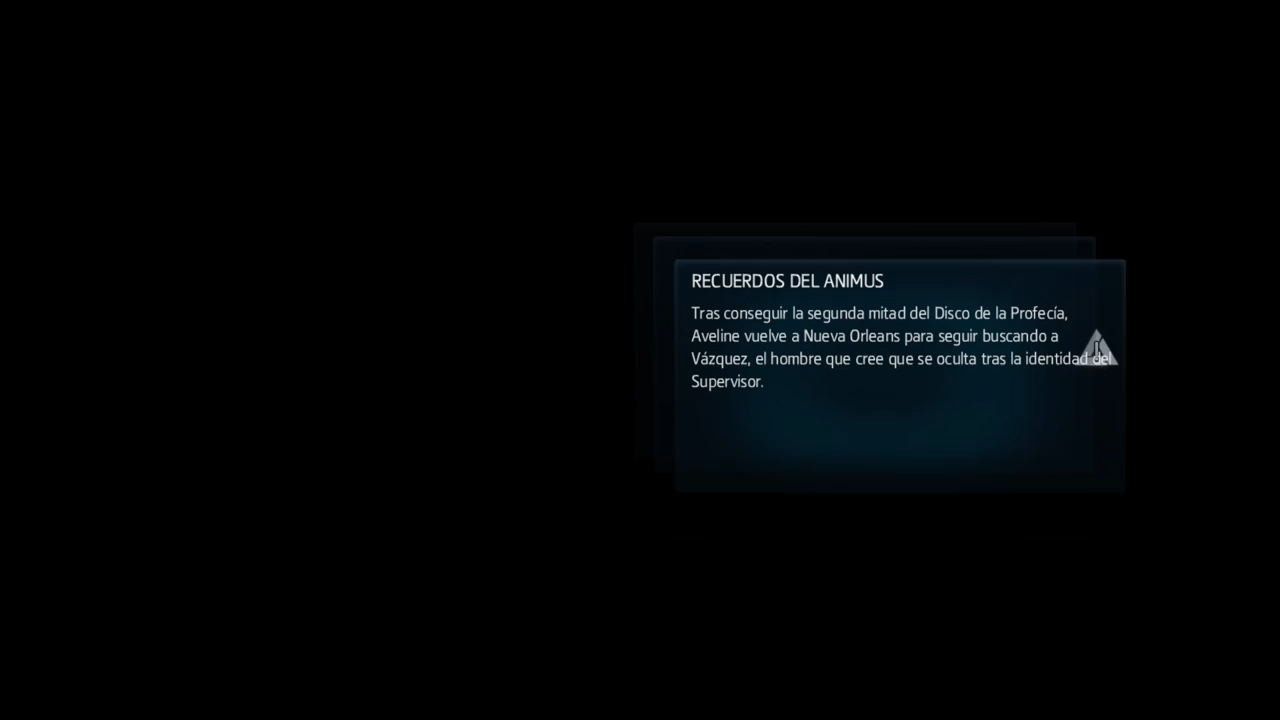 RECUERDOS DEL ANIMUS
Tras conseguir la segunda mitad del Disco de la Profecía,
Aveline vuelve a Nueva Orleans para seguir buscando a
Vázquez, el hombre que cree que se oculta tras la identidad del
Supervisor.